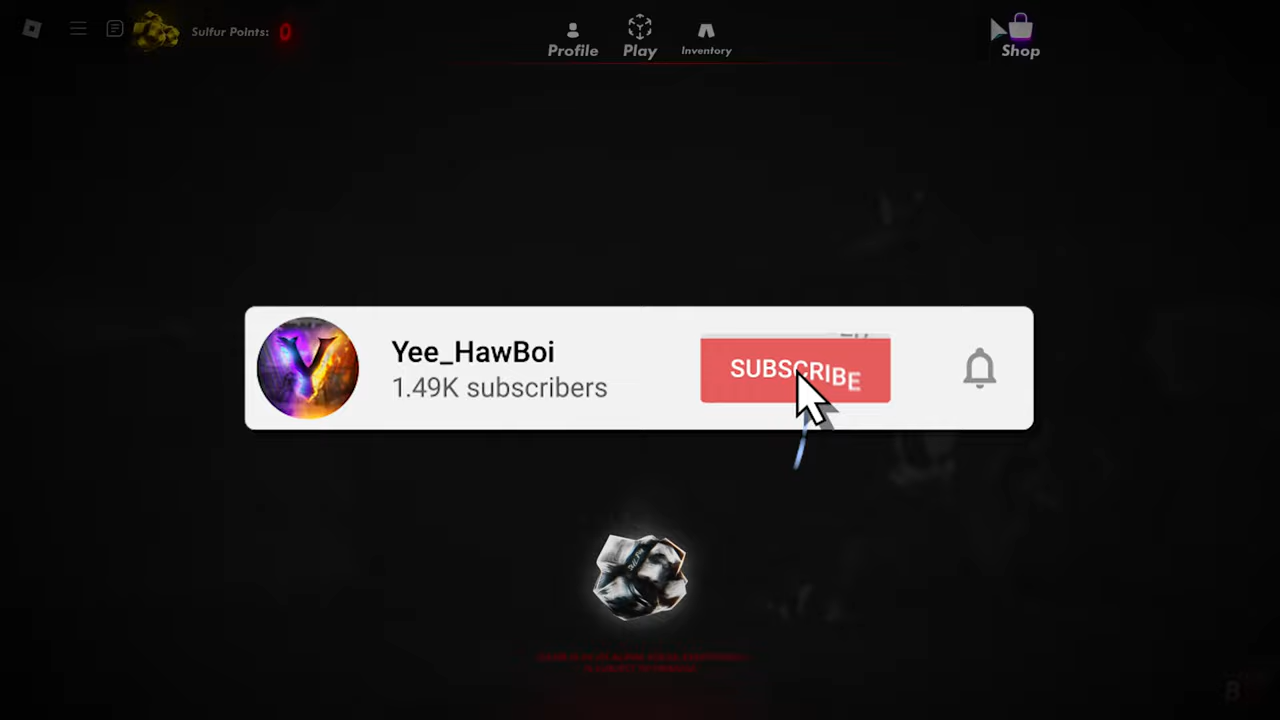 Sulfur Points: 0
Profile
Play
Inventory
Shop
Yee_HawBoi
1.49K subscribers
SUBSCRIBE